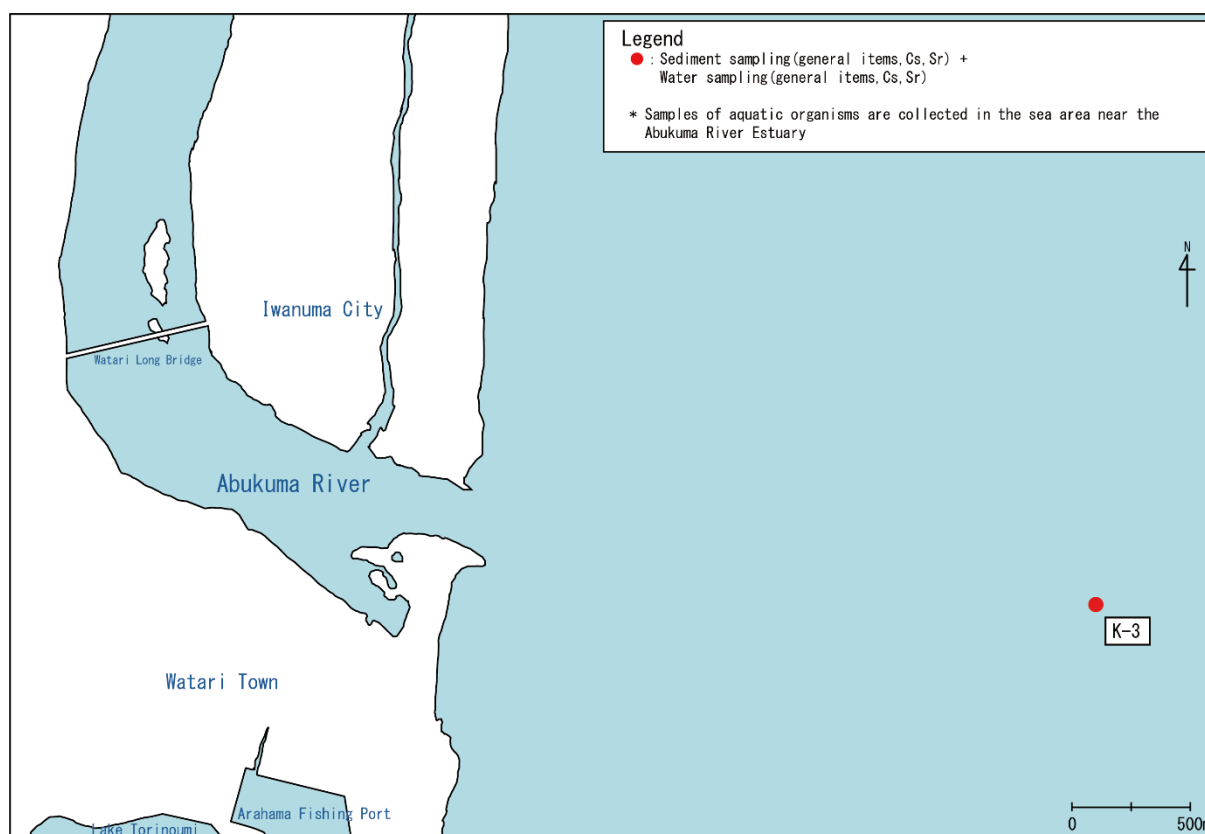 Legend
: Sediment sampling(general items,Cs,Sr) +
Water sampling(general items,Cs,Sr)
* Samples of aquatic organisms are collected in the sea area near the
Abukuma River Estuary
N
Iwanuma City
Watari Long Bridge
Abukuma River
K-3
Watari Town
Arahama Fishing Port
Lake Torinoumi
0 500m